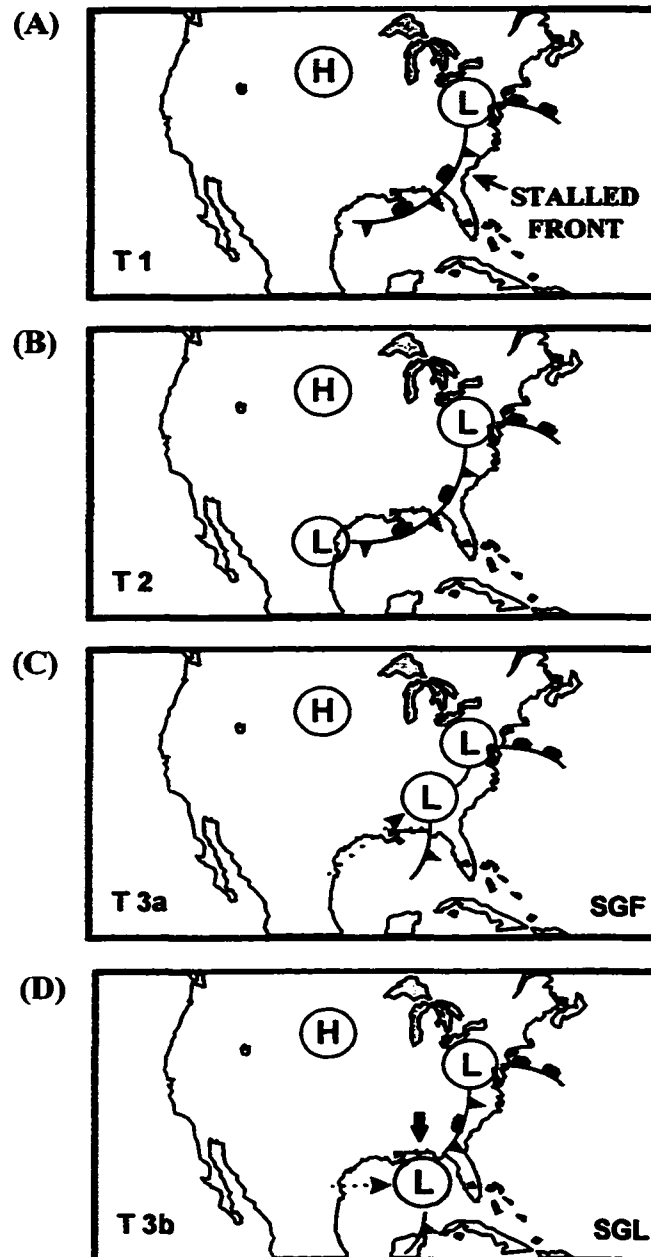 (A)
H
L
STALLED
FRONT
T 1
(B)
H
L
L
T 2
(C)
H
L
L
T 3a
SGF
(D)
H
L
L
T 3b
SGL